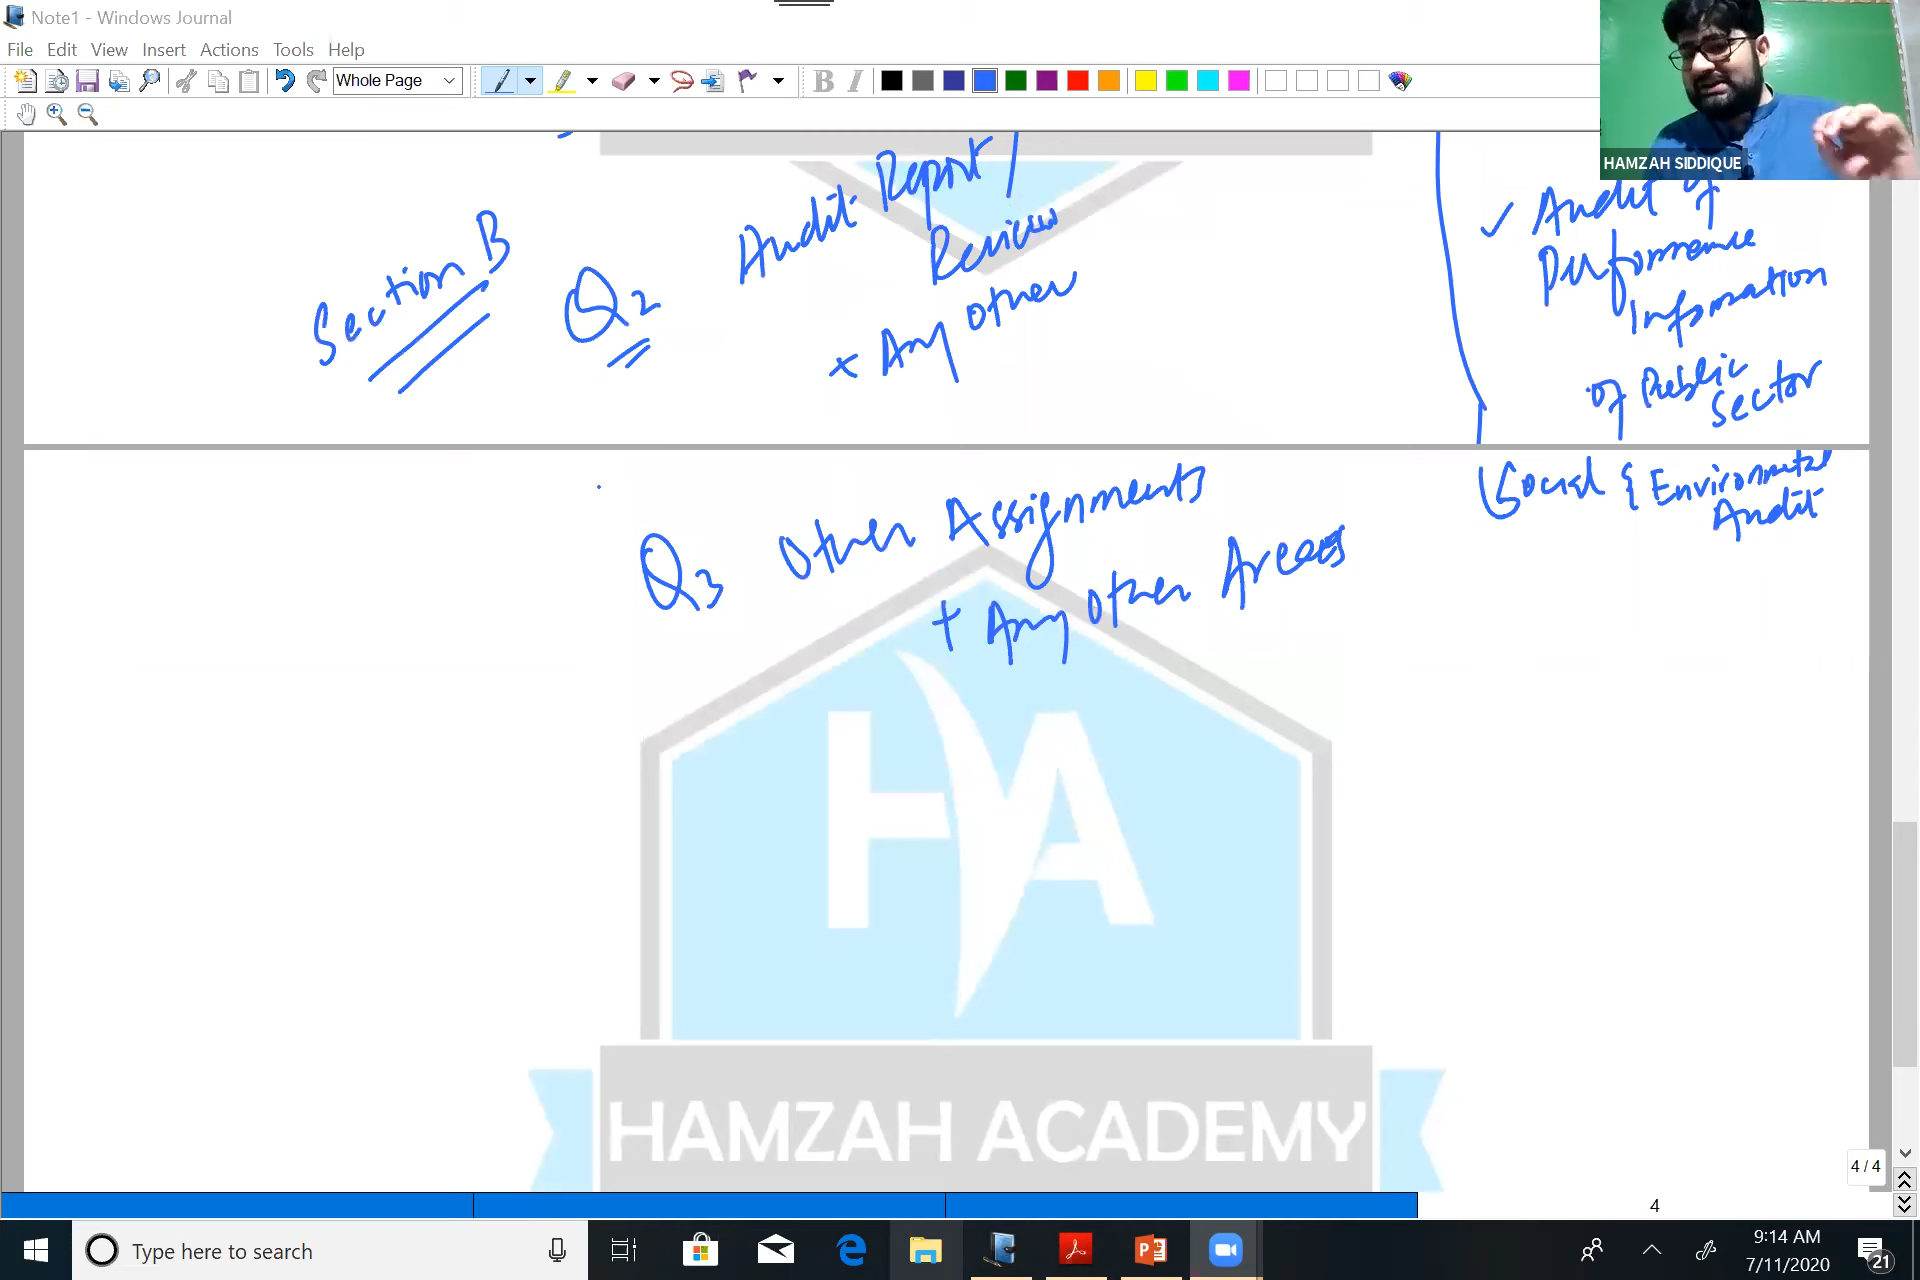 Note1 - Windows Journal
File Edit View Insert Actions Tools Help
Whole Page
B I
HAMZAH SIDDIQUE
Section B
Q2
Audit Report/
Review
+ Any other
Audit of
Performance
Information
of Public
Sector
Social & Environmental
Audit
Q3 Other Assignments
+ Any other Areas
HA
HAMZAH ACADEMY
4 / 4
4
Type here to search
9:14 AM
7/11/2020
21